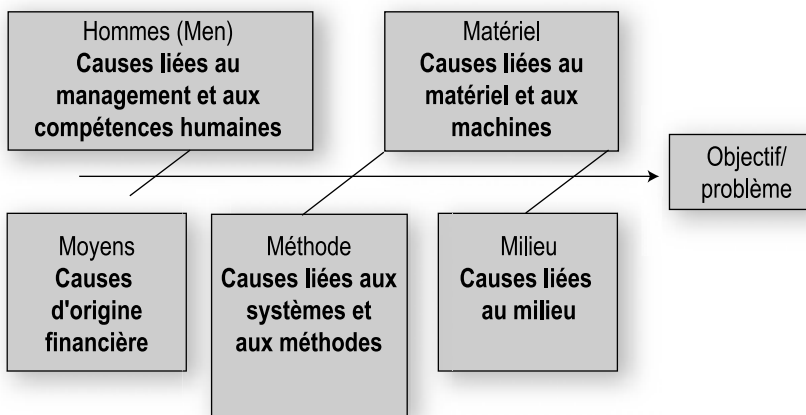 Hommes (Men)
Causes liées au
management et aux
compétences humaines
Matériel
Causes liées au
matériel et aux
machines
Objectif/
problème
Moyens
Causes
d'origine
financière
Méthode
Causes liées aux
systèmes et
aux méthodes
Milieu
Causes liées
au milieu